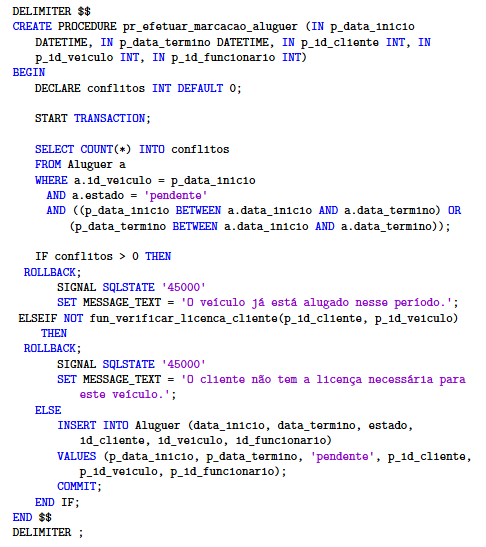 DELIMITER $$
CREATE PROCEDURE pr_efetuar_marcacao_aluguer (IN p_data_inicio
DATETIME, IN p_data_termino DATETIME, IN p_id_cliente INT, IN
p_id_veiculo INT, IN p_id_funcionario INT)
BEGIN
DECLARE conflitos INT DEFAULT 0;
START TRANSACTION;
SELECT COUNT(*) INTO conflitos
FROM Aluguer a
WHERE a.id_veiculo = p_data_inicio
AND a.estado = 'pendente'
AND ((p_data_inicio BETWEEN a.data_inicio AND a.data_termino) OR
(p_data_termino BETWEEN a.data_inicio AND a.data_termino));
IF conflitos > 0 THEN
ROLLBACK;
SIGNAL SQLSTATE '45000'
SET MESSAGE_TEXT = 'O veículo já está alugado nesse período.';
ELSEIF NOT fun_verificar_licenca_cliente(p_id_cliente, p_id_veiculo)
THEN
ROLLBACK;
SIGNAL SQLSTATE '45000'
SET MESSAGE_TEXT = 'O cliente não tem a licença necessária para
este veículo.';
ELSE
INSERT INTO Aluguer (data_inicio, data_termino, estado,
id_cliente, id_veiculo, id_funcionario)
VALUES (p_data_inicio, p_data_termino, 'pendente', p_id_cliente,
p_id_veiculo, p_id_funcionario);
COMMIT;
END IF;
END $$
DELIMITER ;